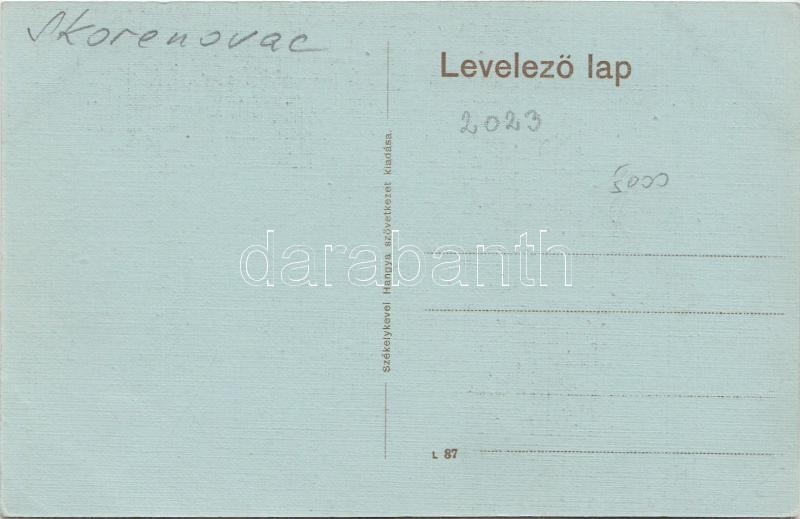 Skorenovac
Levelező lap
2023
5000
Székelykevei Hangya szövetkezet kiadása.
darabanth
L 87